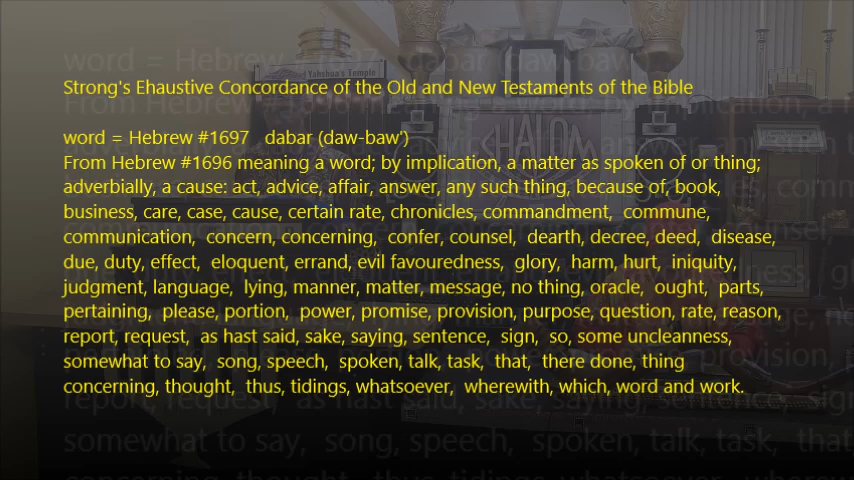 Strong's Ehaustive Concordance of the Old and New Testaments of the Bible
word = Hebrew #1697 dabar (daw-baw')
From Hebrew #1696 meaning a word; by implication, a matter as spoken of or thing;
adverbially, a cause: act, advice, affair, answer, any such thing, because of, book,
business, care, case, cause, certain rate, chronicles, commandment, commune,
communication, concern, concerning, confer, counsel, dearth, decree, deed, disease,
due, duty, effect, eloquent, errand, evil favouredness, glory, harm, hurt, iniquity,
judgment, language, lying, manner, matter, message, no thing, oracle, ought, parts,
pertaining, please, portion, power, promise, provision, purpose, question, rate, reason,
report, request, as hast said, sake, saying, sentence, sign, so, some uncleanness,
somewhat to say, song, speech, spoken, talk, task, that, there done, thing
concerning, thought, thus, tidings, whatsoever, wherewith, which, word and work.
Yahshua's Temple
SHALOM